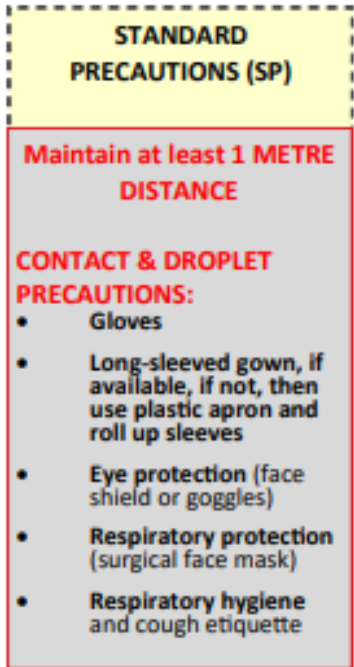 STANDARD
PRECAUTIONS (SP)
Maintain at least 1 METRE
DISTANCE
CONTACT & DROPLET
PRECAUTIONS:
• Gloves
• Long-sleeved gown, if
available, if not, then
use plastic apron and
roll up sleeves
• Eye protection (face
shield or goggles)
• Respiratory protection
(surgical face mask)
• Respiratory hygiene
and cough etiquette